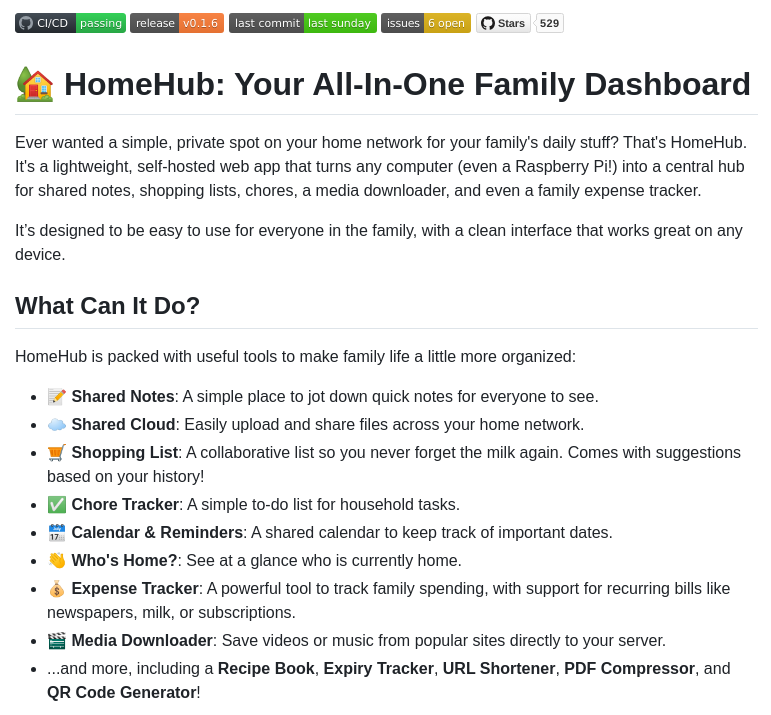 CI/CD passing release v0.1.6 last commit last sunday issues 6 open Stars 529
🏡 HomeHub: Your All-In-One Family Dashboard
Ever wanted a simple, private spot on your home network for your family's daily stuff? That's HomeHub.
It's a lightweight, self-hosted web app that turns any computer (even a Raspberry Pi!) into a central hub
for shared notes, shopping lists, chores, a media downloader, and even a family expense tracker.
It’s designed to be easy to use for everyone in the family, with a clean interface that works great on any
device.
What Can It Do?
HomeHub is packed with useful tools to make family life a little more organized:
• 📝 Shared Notes: A simple place to jot down quick notes for everyone to see.
• ☁️ Shared Cloud: Easily upload and share files across your home network.
• 🛒 Shopping List: A collaborative list so you never forget the milk again. Comes with suggestions
based on your history!
• ✅ Chore Tracker: A simple to-do list for household tasks.
• 📅 Calendar & Reminders: A shared calendar to keep track of important dates.
• 👋 Who's Home?: See at a glance who is currently home.
• 💰 Expense Tracker: A powerful tool to track family spending, with support for recurring bills like
newspapers, milk, or subscriptions.
• 🎬 Media Downloader: Save videos or music from popular sites directly to your server.
• ...and more, including a Recipe Book, Expiry Tracker, URL Shortener, PDF Compressor, and
QR Code Generator!